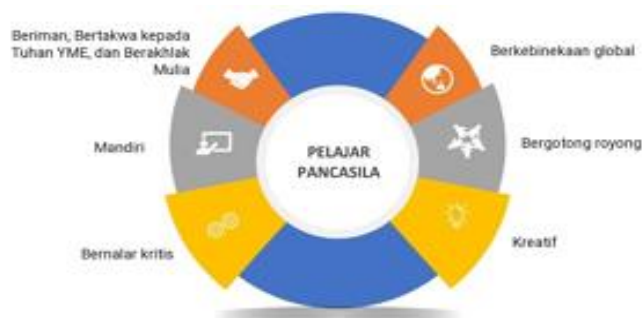 Beriman, Bertakwa kepada
Tuhan YME, dan Berakhlak
Mulia
Berkebinekaan global
Mandiri
PELAJAR
PANCASILA
Bergotong royong
Bernalar kritis
Kreatif